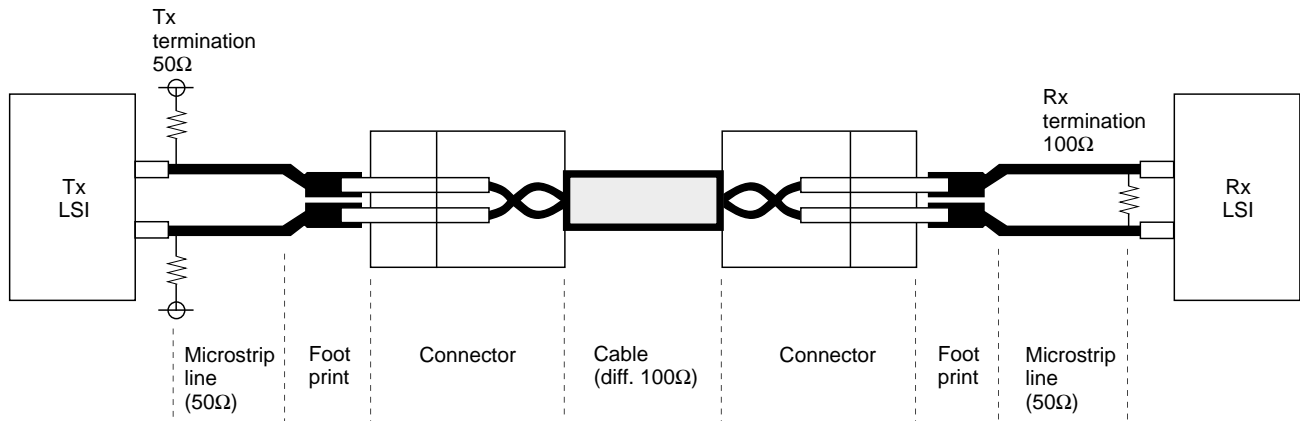 Tx
termination
50Ω
Rx
termination
100Ω
Tx
LSI
Rx
LSI
Microstrip
line
(50Ω)
Foot
print
Connector
Cable
(diff. 100Ω)
Connector
Foot
print
Microstrip
line
(50Ω)